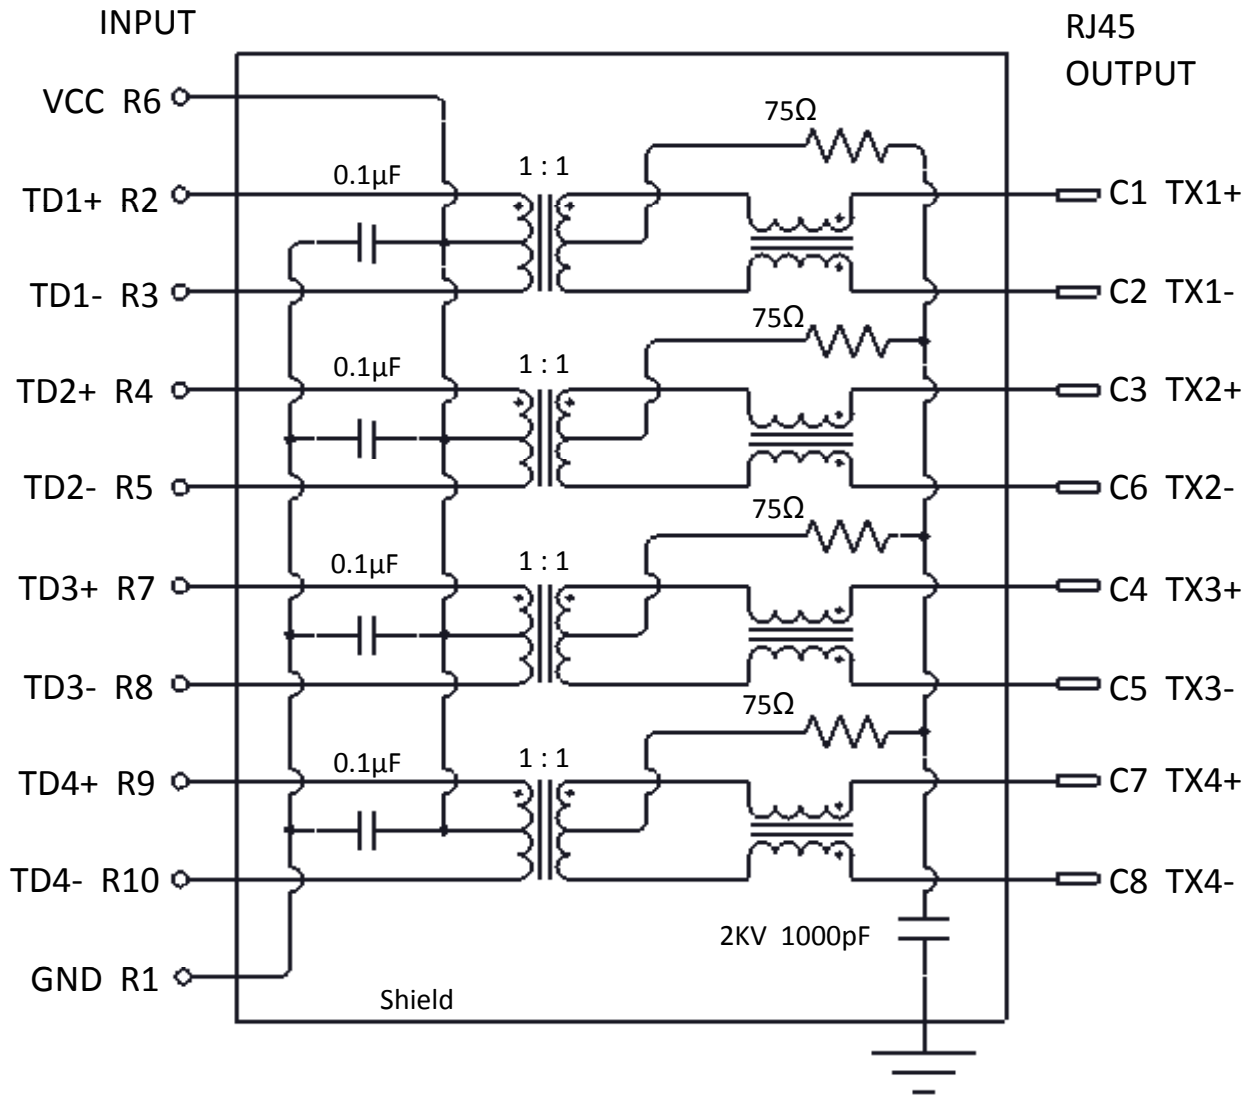 INPUT
RJ45
OUTPUT
VCC R6
75Ω
0.1µF
1 : 1
TD1+ R2
C1 TX1+
TD1- R3
C2 TX1-
75Ω
0.1µF
1 : 1
TD2+ R4
C3 TX2+
TD2- R5
C6 TX2-
75Ω
0.1µF
1 : 1
TD3+ R7
C4 TX3+
TD3- R8
C5 TX3-
75Ω
0.1µF
1 : 1
TD4+ R9
C7 TX4+
TD4- R10
C8 TX4-
2KV 1000pF
GND R1
Shield